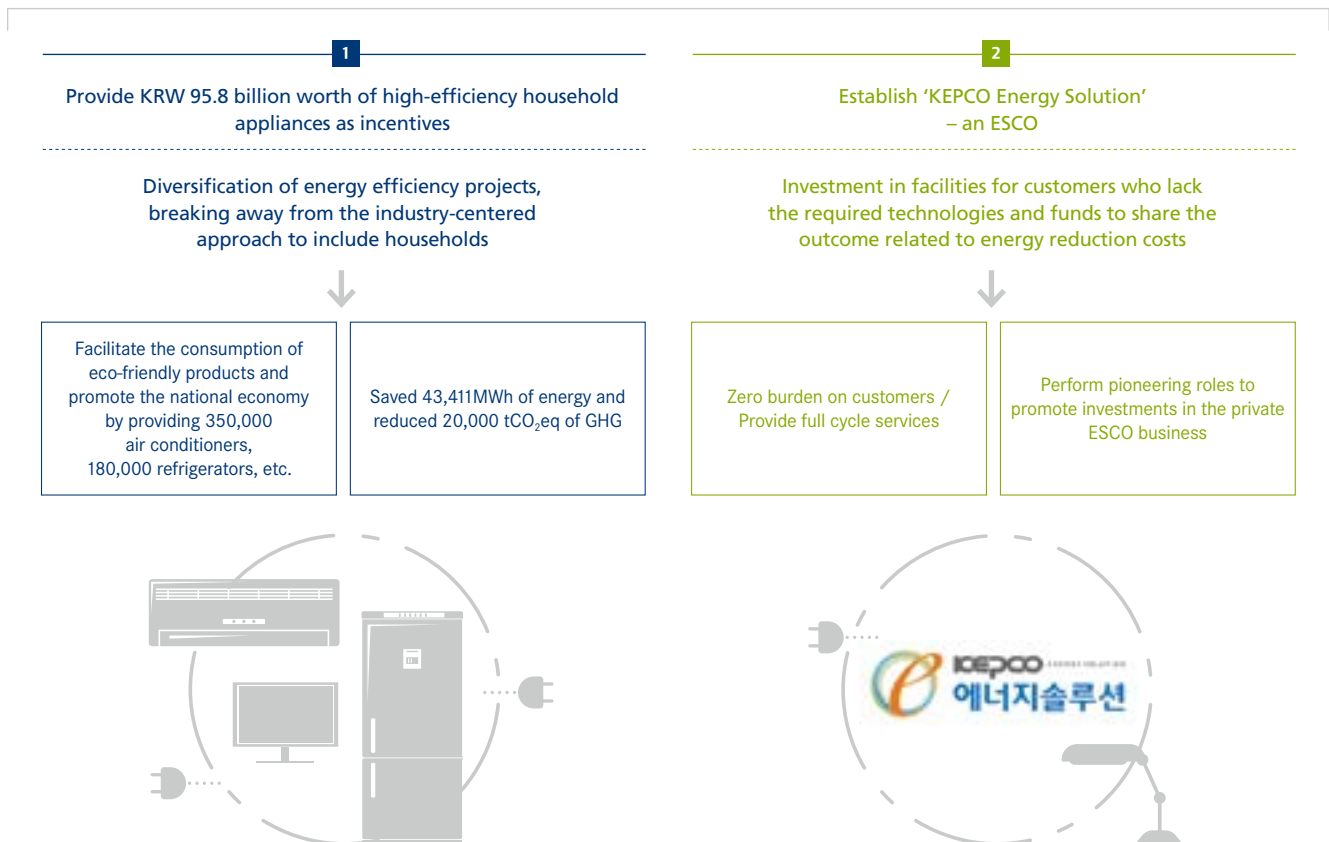 1
Provide KRW 95.8 billion worth of high-efficiency household
appliances as incentives
Diversification of energy efficiency projects,
breaking away from the industry-centered
approach to include households
Facilitate the consumption of
eco-friendly products and
promote the national economy
by providing 350,000
air conditioners,
180,000 refrigerators, etc.
Saved 43,411MWh of energy and
reduced 20,000 tCO₂eq of GHG
2
Establish ‘KEPCO Energy Solution’
– an ESCO
Investment in facilities for customers who lack
the required technologies and funds to share the
outcome related to energy reduction costs
Zero burden on customers /
Provide full cycle services
Perform pioneering roles to
promote investments in the private
ESCO business
KEPCO
에너지솔루션